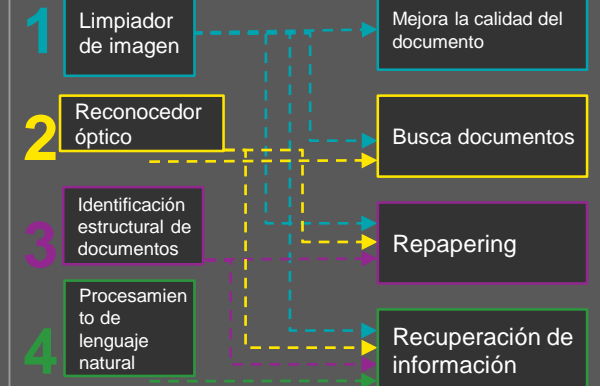 1
Limpiador
de imagen
Mejora la calidad del
documento
2
Reconocedor
óptico
Busca documentos
3
Identificación
estructural de
documentos
Repapering
4
Procesamien
to de
lenguaje
natural
Recuperación de
información